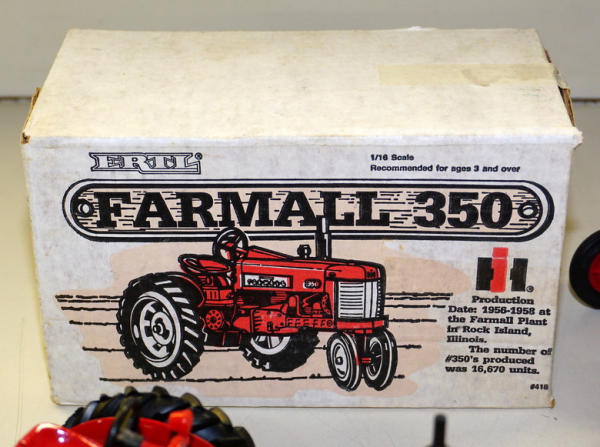 ERTL®
1/16 Scale
Recommended for ages 3 and over
FARMALL 350
IH®
Production
Date: 1956-1958 at
the Farmall Plant
in Rock Island,
Illinois.
The number of
#350's produced
was 16,670 units.
#418
350